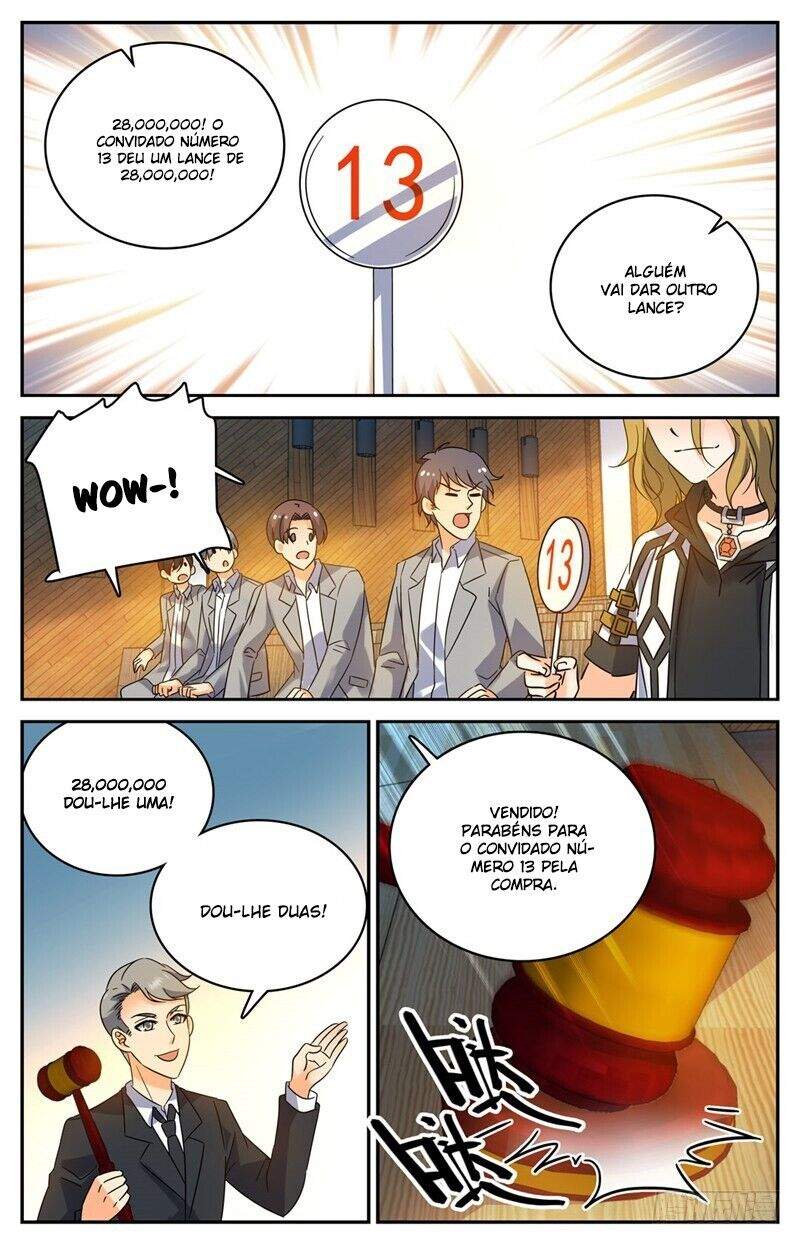 28,000,000! O
CONVIDADO NÚMERO
13 DEU UM LANCE DE
28,000,000!
13
ALGUÉM
VAI DAR OUTRO
LANCE?
WOW-!
13
28,000,000
DOU-LHE UMA!
DOU-LHE DUAS!
VENDIDO!
PARABÉNS PARA
O CONVIDADO NÚ-
MERO 13 PELA
COMPRA.